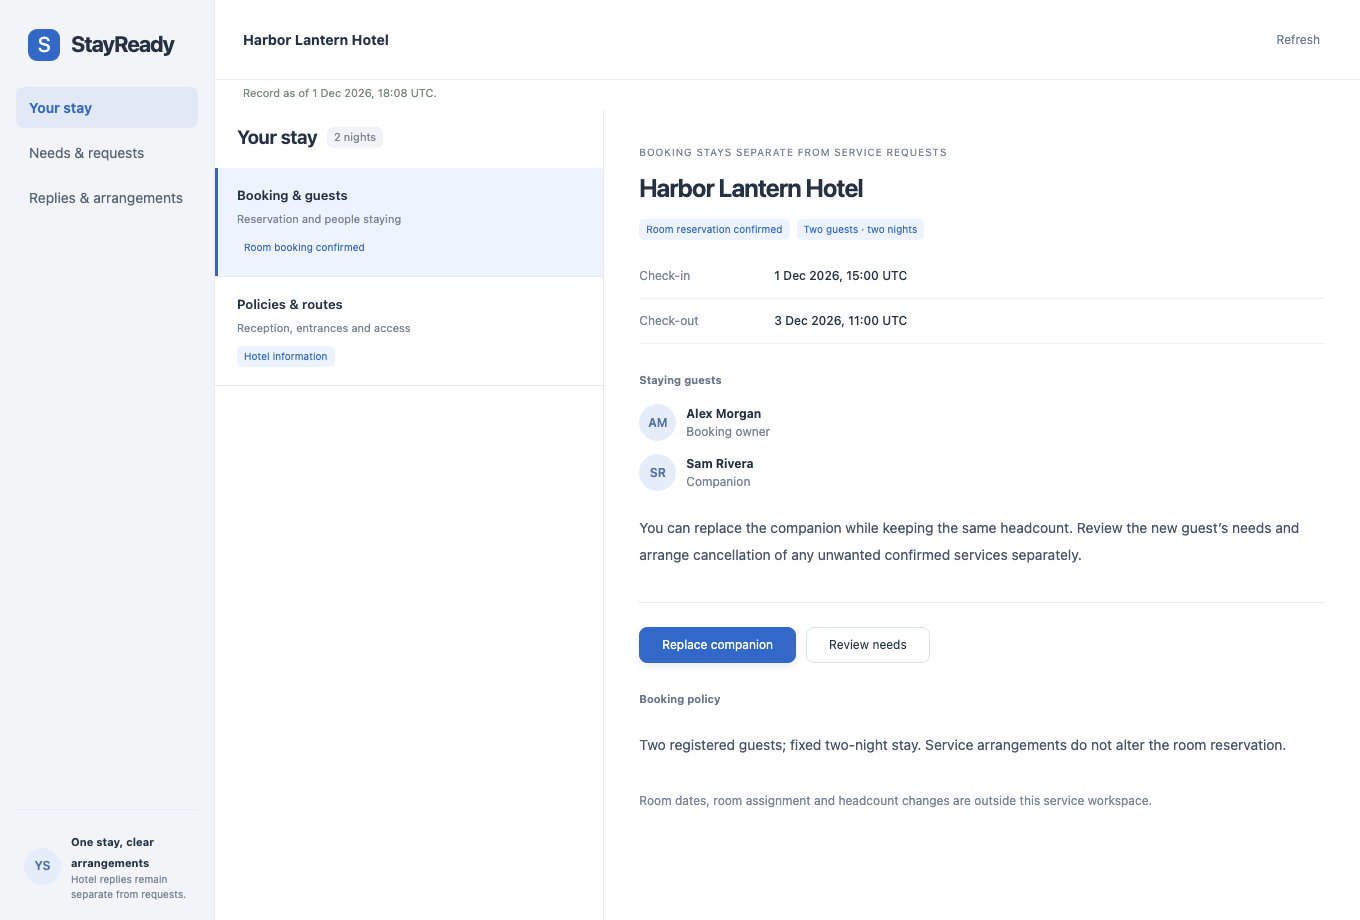 S StayReady
Your stay
Needs & requests
Replies & arrangements
YS
One stay, clear
arrangements
Hotel replies remain
separate from requests.
Harbor Lantern Hotel
Refresh
Record as of 1 Dec 2026, 18:08 UTC.
Your stay 2 nights
Booking & guests
Reservation and people staying
Room booking confirmed
Policies & routes
Reception, entrances and access
Hotel information
BOOKING STAYS SEPARATE FROM SERVICE REQUESTS
Harbor Lantern Hotel
Room reservation confirmed Two guests · two nights
Check-in 1 Dec 2026, 15:00 UTC
Check-out 3 Dec 2026, 11:00 UTC
Staying guests
AM
Alex Morgan
Booking owner
SR
Sam Rivera
Companion
You can replace the companion while keeping the same headcount. Review the new guest’s needs and
arrange cancellation of any unwanted confirmed services separately.
Replace companion Review needs
Booking policy
Two registered guests; fixed two-night stay. Service arrangements do not alter the room reservation.
Room dates, room assignment and headcount changes are outside this service workspace.